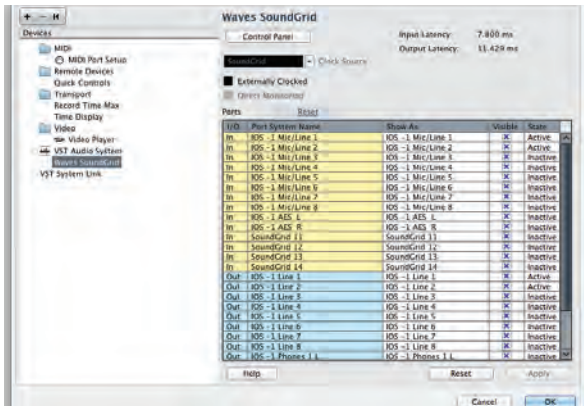 + - |◀
Devices
MIDI
MIDI Port Setup
Remote Devices
Quick Controls
Transport
Record Time Max
Time Display
Video
Video Player
VST Audio System
Waves SoundGrid
VST System Link
Waves SoundGrid
Control Panel
Input Latency: 7.800 ms
Output Latency: 11.429 ms
SoundGrid Clock Source
Externally Clocked
Direct Monitoring
Ports Reset
I/O Port System Name Show As Visible State
In IOS -1 Mic/Line 1 IOS -1 Mic/Line 1 X Active
In IOS -1 Mic/Line 2 IOS -1 Mic/Line 2 X Active
In IOS -1 Mic/Line 3 IOS -1 Mic/Line 3 X Inactive
In IOS -1 Mic/Line 4 IOS -1 Mic/Line 4 X Inactive
In IOS -1 Mic/Line 5 IOS -1 Mic/Line 5 X Inactive
In IOS -1 Mic/Line 6 IOS -1 Mic/Line 6 X Inactive
In IOS -1 Mic/Line 7 IOS -1 Mic/Line 7 X Inactive
In IOS -1 Mic/Line 8 IOS -1 Mic/Line 8 X Inactive
In IOS -1 AES L IOS -1 AES L X Inactive
In IOS -1 AES R IOS -1 AES R X Inactive
In SoundGrid 11 SoundGrid 11 X Inactive
In SoundGrid 12 SoundGrid 12 X Inactive
In SoundGrid 13 SoundGrid 13 X Inactive
In SoundGrid 14 SoundGrid 14 X Inactive
Out IOS -1 Line 1 IOS -1 Line 1 X Active
Out IOS -1 Line 2 IOS -1 Line 2 X Active
Out IOS -1 Line 3 IOS -1 Line 3 X Inactive
Out IOS -1 Line 4 IOS -1 Line 4 X Inactive
Out IOS -1 Line 5 IOS -1 Line 5 X Inactive
Out IOS -1 Line 6 IOS -1 Line 6 X Inactive
Out IOS -1 Line 7 IOS -1 Line 7 X Inactive
Out IOS -1 Line 8 IOS -1 Line 8 X Inactive
Out IOS -1 Phones 1 L IOS -1 Phones 1 L X Inactive
Help Reset Apply
Cancel OK